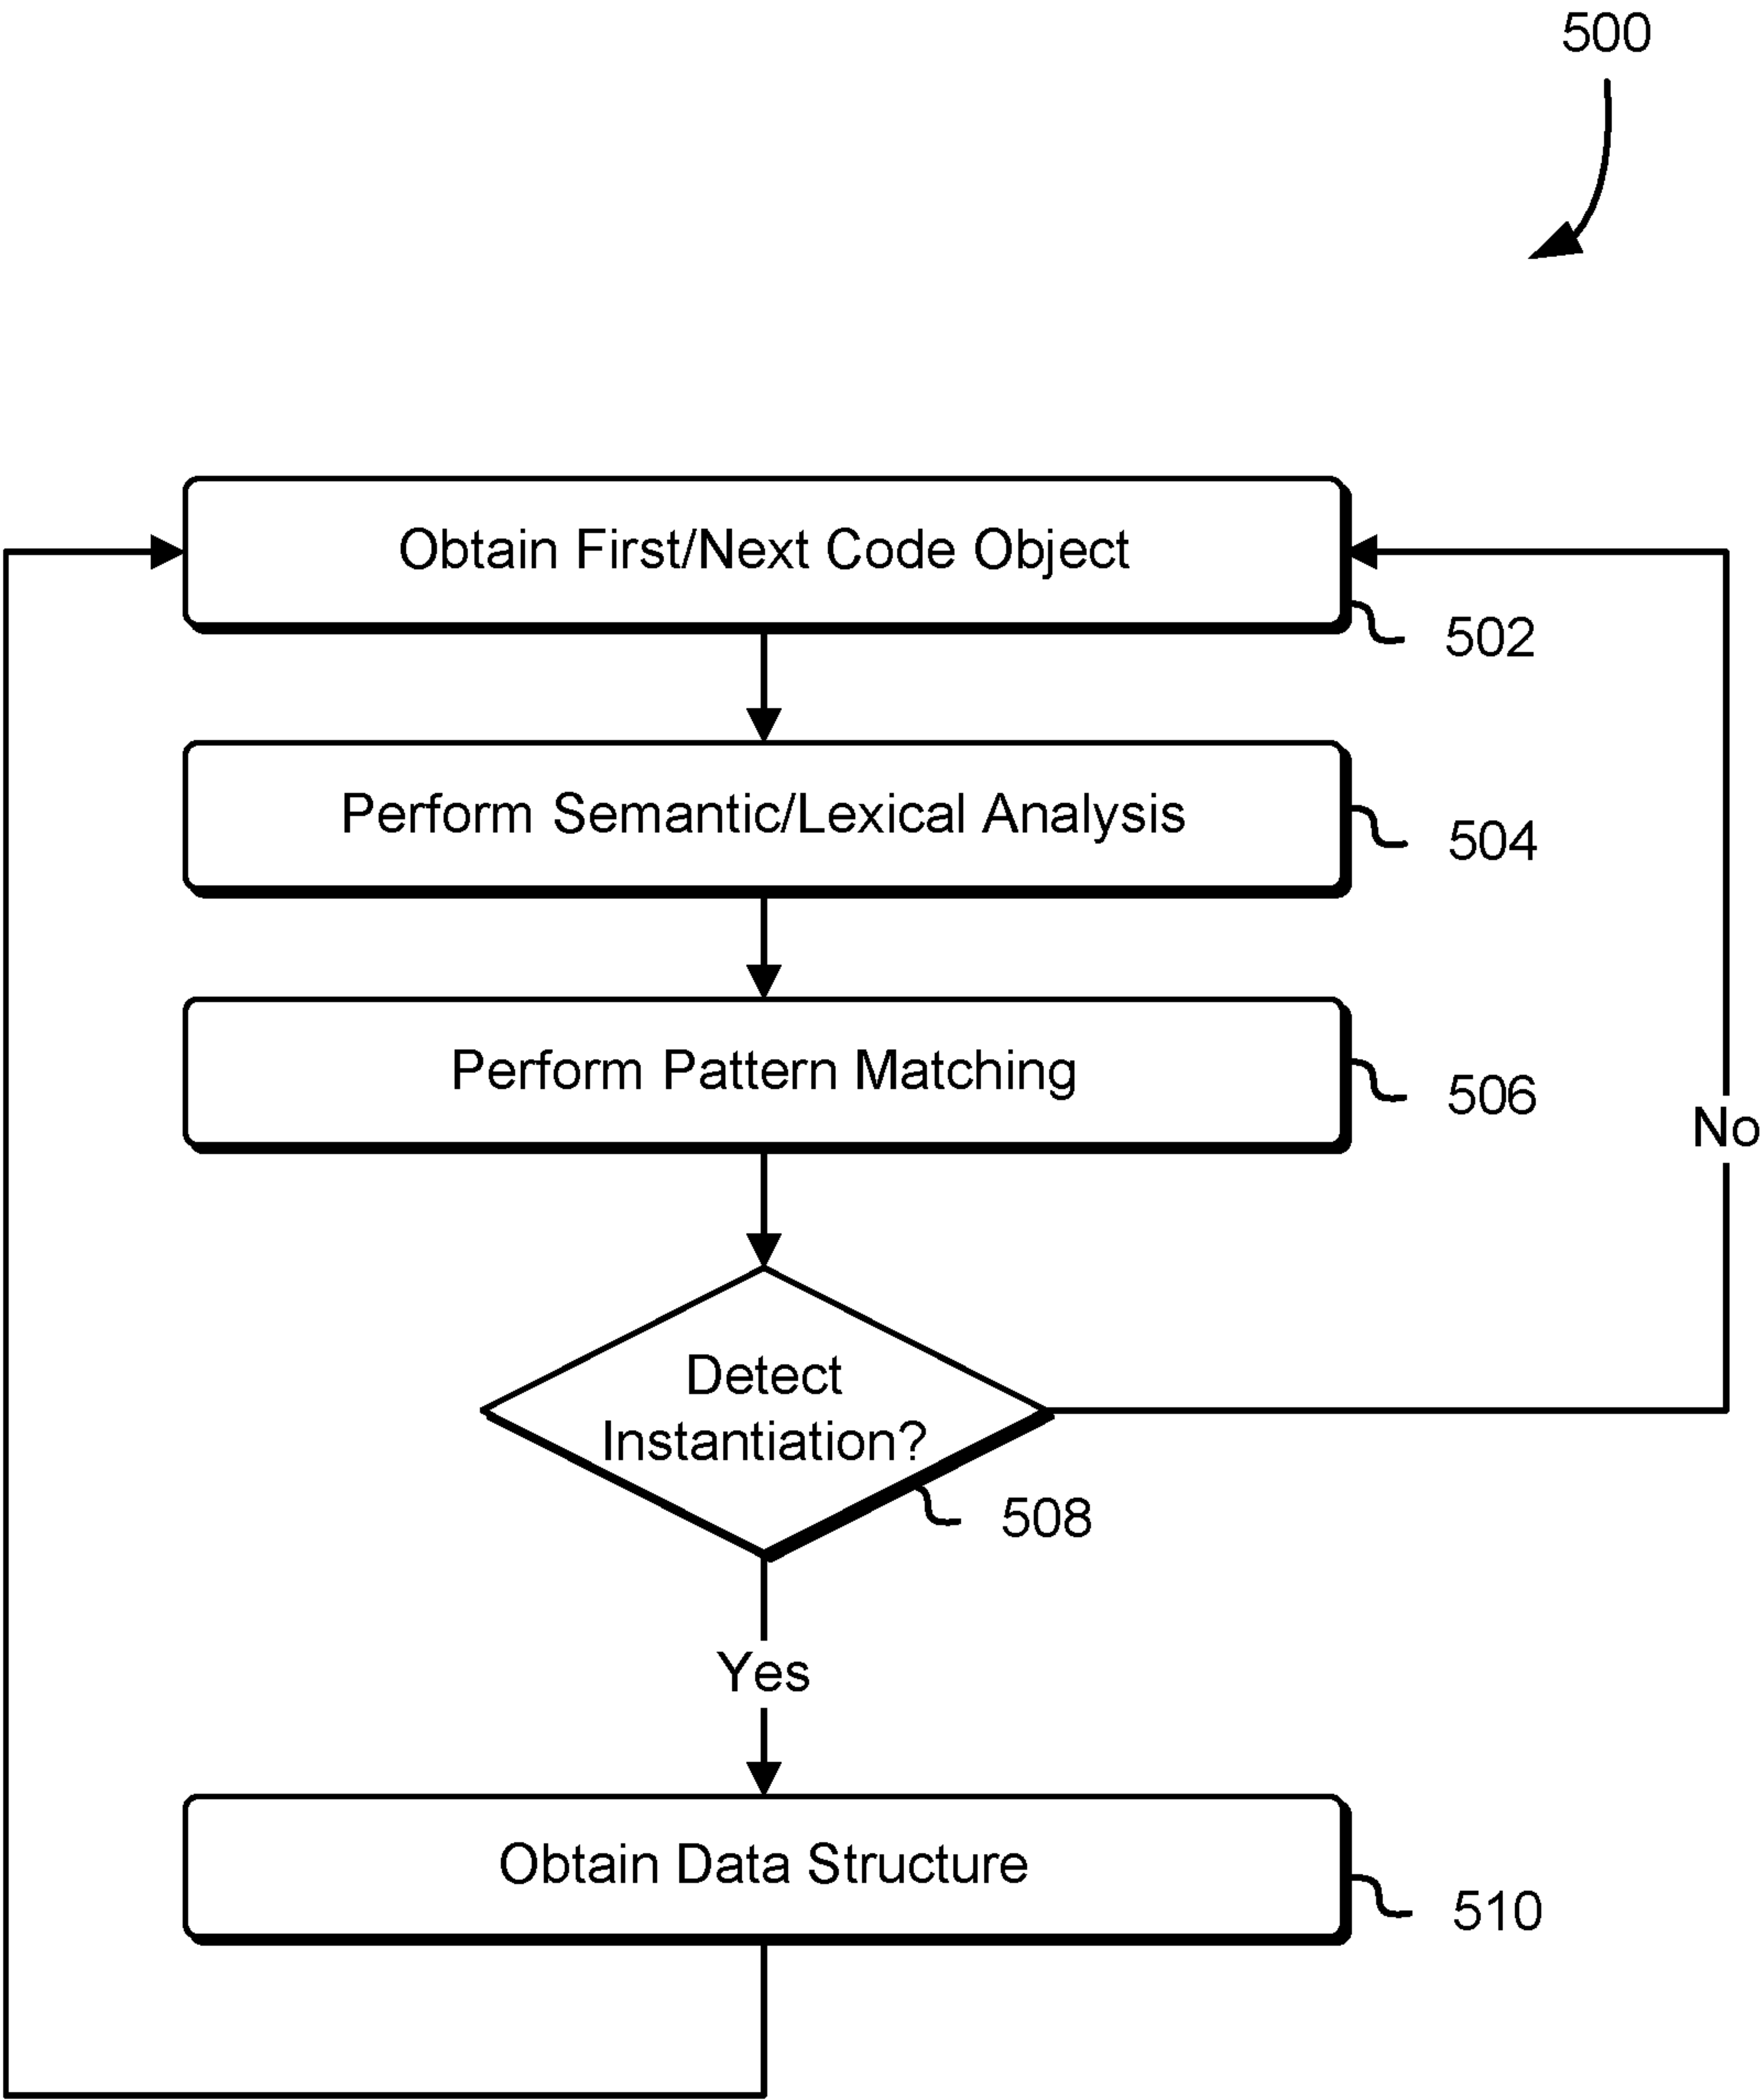 500
Obtain First/Next Code Object
502
Perform Semantic/Lexical Analysis
504
Perform Pattern Matching
506
No
Detect
Instantiation?
508
Yes
Obtain Data Structure
510